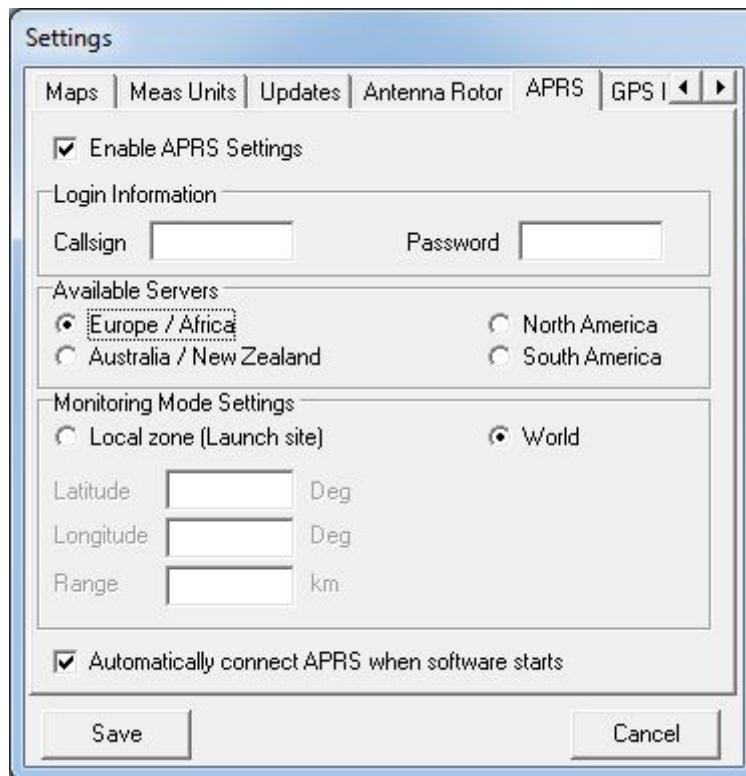 Settings
Maps Meas Units Updates Antenna Rotor APRS GPS
Enable APRS Settings
Login Information
Callsign Password
Available Servers
Europe / Africa North America
Australia / New Zealand South America
Monitoring Mode Settings
Local zone (Launch site) World
Latitude Deg
Longitude Deg
Range km
Automatically connect APRS when software starts
Save Cancel